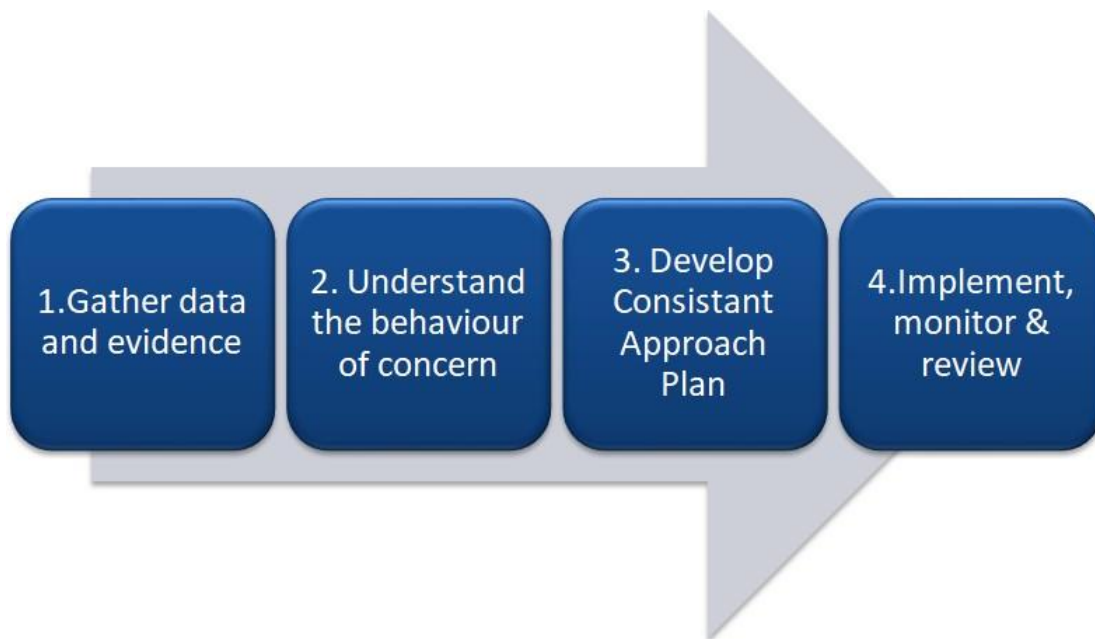 1.Gather data
and evidence
2. Understand
the behaviour
of concern
3. Develop
Consistant
Approach
Plan
4.Implement,
monitor &
review